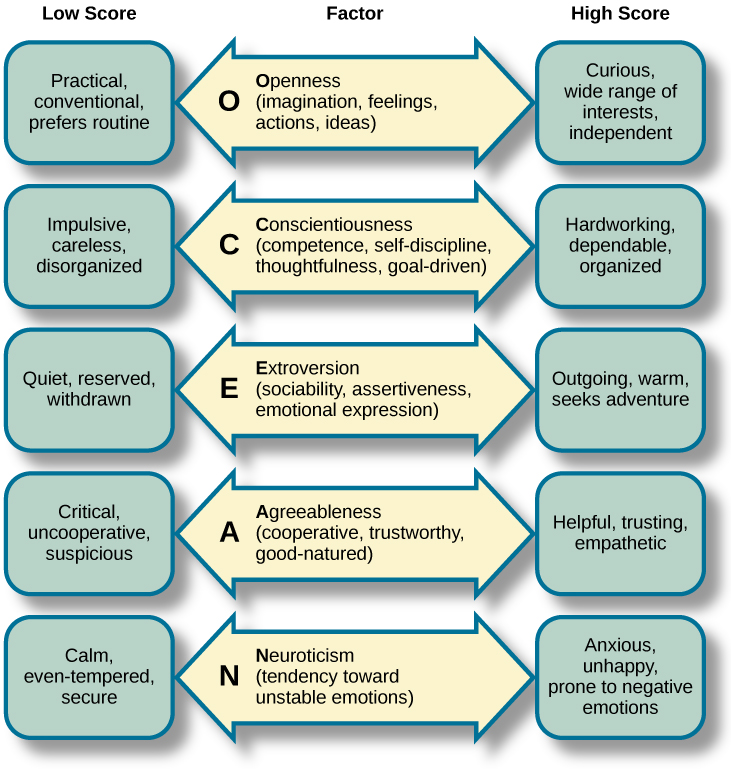 Low Score
Factor
High Score
Practical,
conventional,
prefers routine
O
Openness
(imagination, feelings,
actions, ideas)
Curious,
wide range of
interests,
independent
Impulsive,
careless,
disorganized
C
Conscientiousness
(competence, self-discipline,
thoughtfulness, goal-driven)
Hardworking,
dependable,
organized
Quiet, reserved,
withdrawn
E
Extroversion
(sociability, assertiveness,
emotional expression)
Outgoing, warm,
seeks adventure
Critical,
uncooperative,
suspicious
A
Agreeableness
(cooperative, trustworthy,
good-natured)
Helpful, trusting,
empathetic
Calm,
even-tempered,
secure
N
Neuroticism
(tendency toward
unstable emotions)
Anxious,
unhappy,
prone to negative
emotions